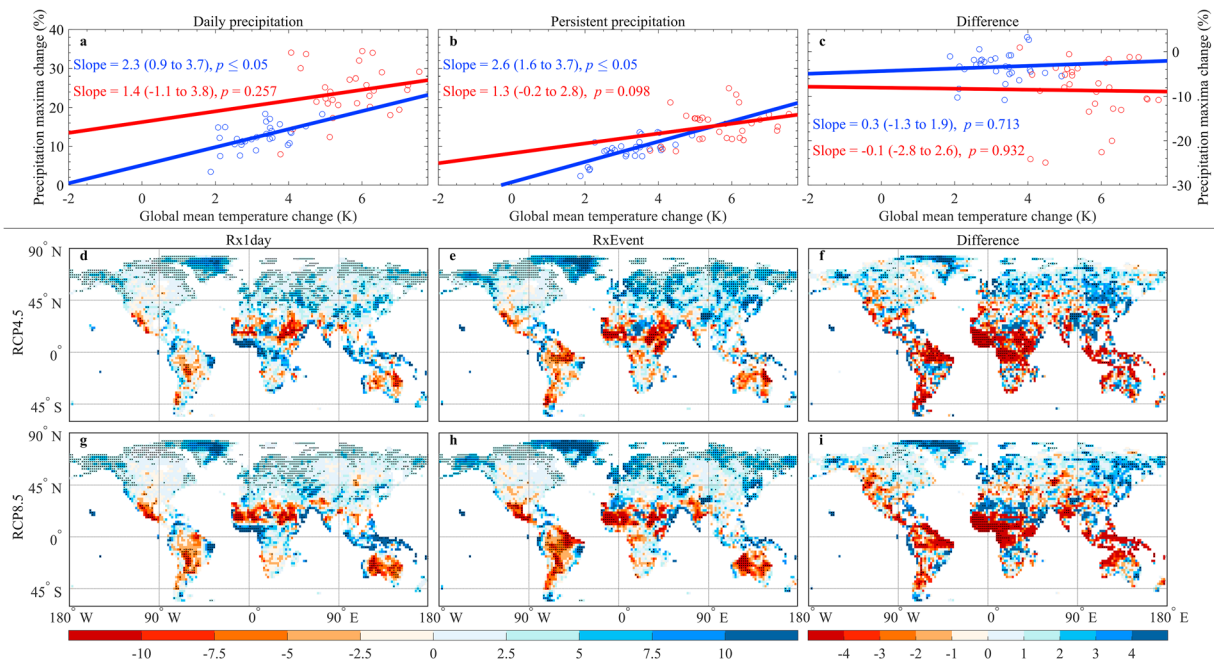 Daily precipitation
Persistent precipitation
Difference
Precipitation maxima change (%)
40
30
20
10
0
a
Slope = 2.3 (0.9 to 3.7), p ≤ 0.05
Slope = 1.4 (-1.1 to 3.8), p = 0.257
-2 0 2 4 6
Global mean temperature change (K)
b
Slope = 2.6 (1.6 to 3.7), p ≤ 0.05
Slope = 1.3 (-0.2 to 2.8), p = 0.098
-2 0 2 4 6
Global mean temperature change (K)
c
Slope = 0.3 (-1.3 to 1.9), p = 0.713
Slope = -0.1 (-2.8 to 2.6), p = 0.932
-2 0 2 4 6
Global mean temperature change (K)
0
-10
-20
-30
Precipitation maxima change (%)
Rx1day
RxEvent
Difference
RCP4.5
90° N
45° N
0°
45° S
d
e
f
RCP8.5
90° N
45° N
0°
45° S
g
h
i
180° W 90° W 0° 90° E 180° W 90° W 0° 90° E 180° W 90° W 0° 90° E 180° E
-10 -7.5 -5 -2.5 0 2.5 5 7.5 10
-4 -3 -2 -1 0 1 2 3 4